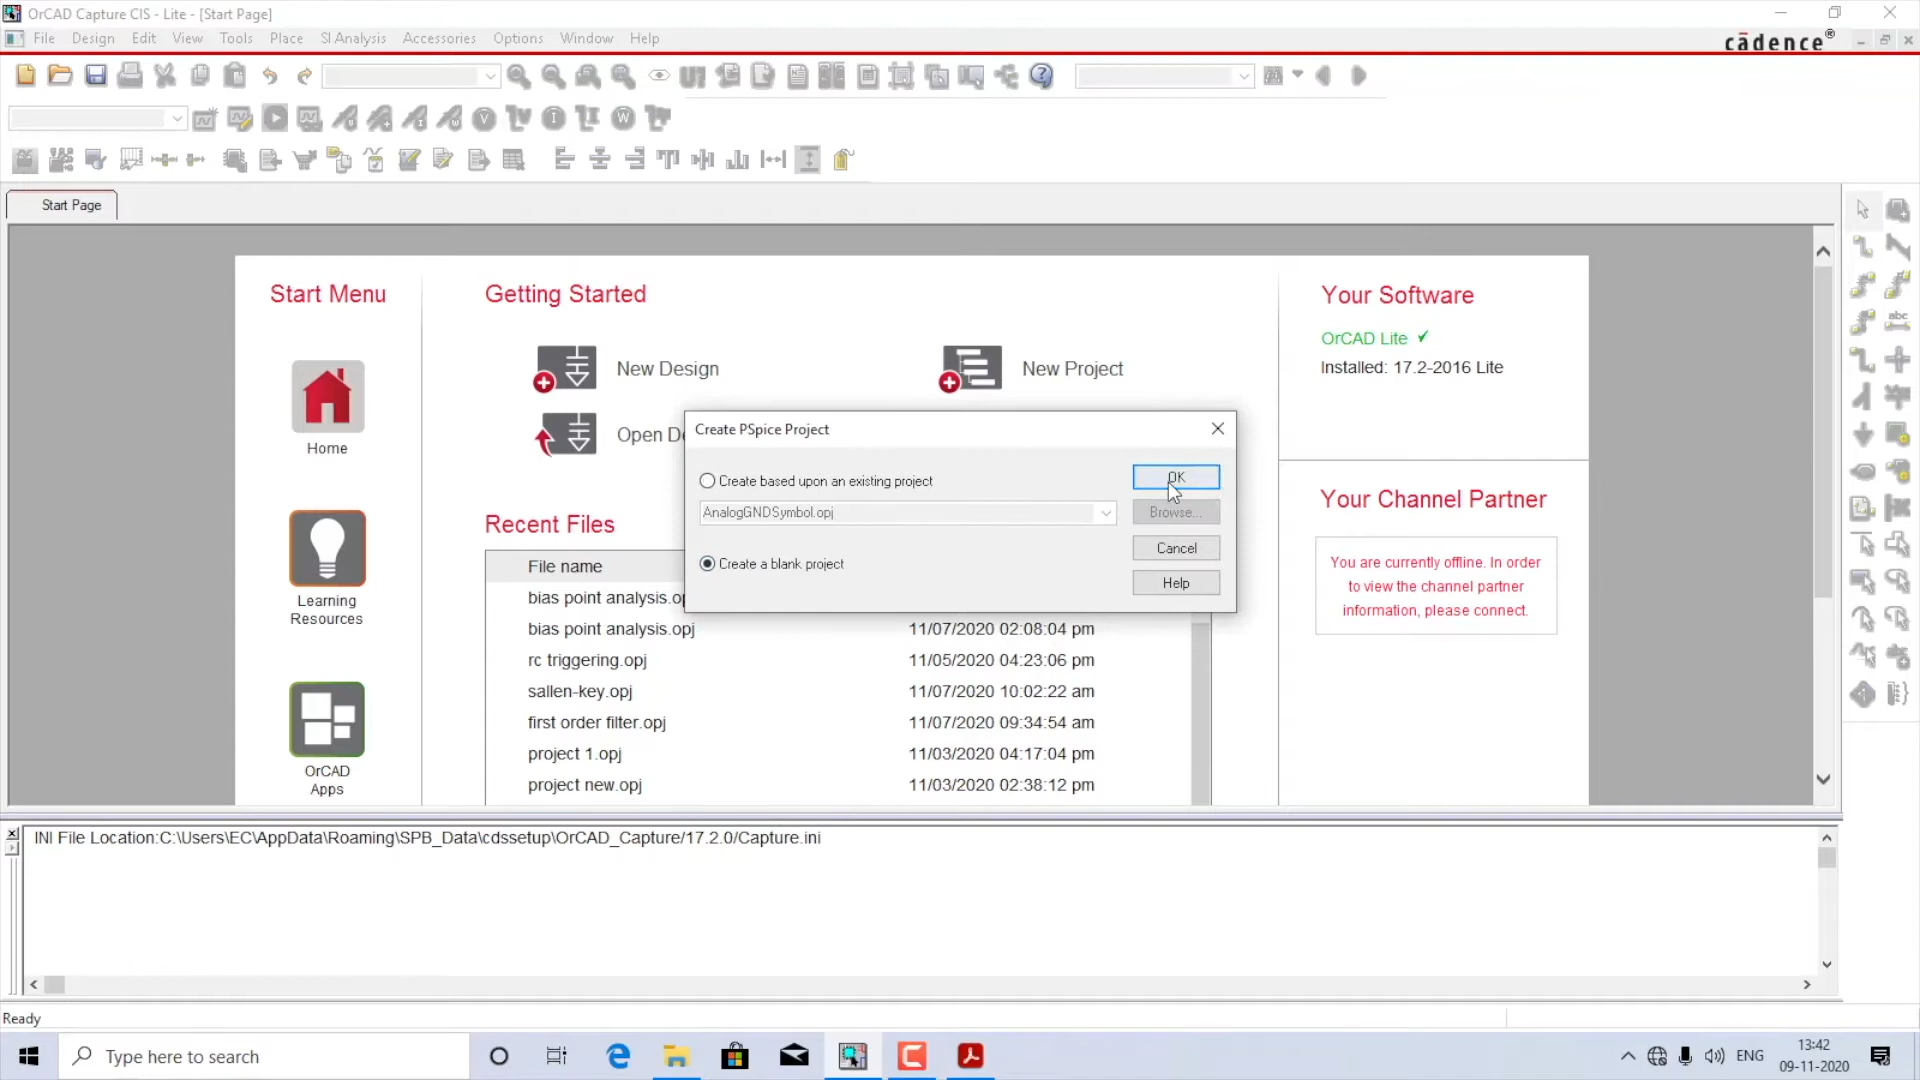 OrCAD Capture CIS - Lite - [Start Page]
File Design Edit View Tools Place SI Analysis Accessories Options Window Help
cādence®
Start Page
Start Menu
Home
Learning
Resources
OrCAD
Apps
Getting Started
New Design
New Project
Open De
Recent Files
File name
bias point analysis.op
bias point analysis.opj 11/07/2020 02:08:04 pm
rc triggering.opj 11/05/2020 04:23:06 pm
sallen-key.opj 11/07/2020 10:02:22 am
first order filter.opj 11/07/2020 09:34:54 am
project 1.opj 11/03/2020 04:17:04 pm
project new.opj 11/03/2020 02:38:12 pm
Create PSpice Project
Create based upon an existing project
AnalogGNDSymbol.opj
Create a blank project
OK
Browse...
Cancel
Help
Your Software
OrCAD Lite ✓
Installed: 17.2-2016 Lite
Your Channel Partner
You are currently offline. In order
to view the channel partner
information, please connect.
INI File Location:C:\Users\EC\AppData\Roaming\SPB_Data\cdssetup\OrCAD_Capture/17.2.0/Capture.ini
Ready
Type here to search
ENG
13:42
09-11-2020